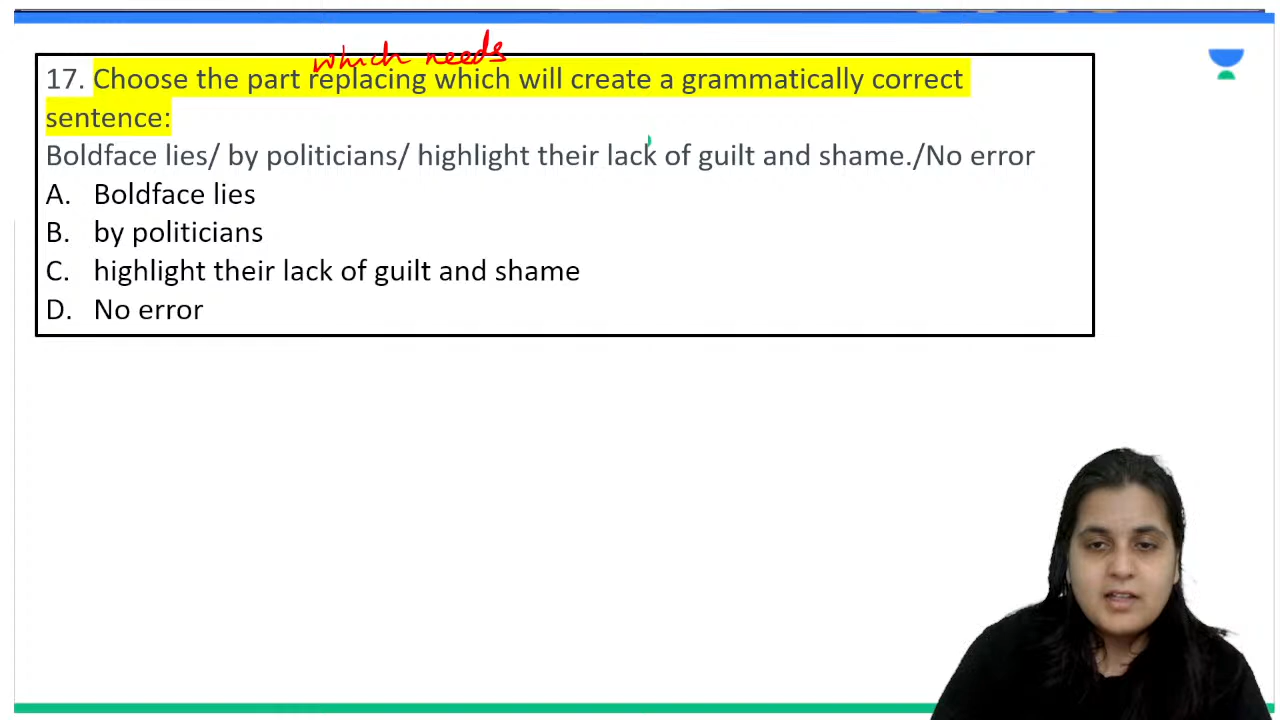 which needs
17. Choose the part replacing which will create a grammatically correct
sentence:
Boldface lies/ by politicians/ highlight their lack of guilt and shame./No error
A. Boldface lies
B. by politicians
C. highlight their lack of guilt and shame
D. No error